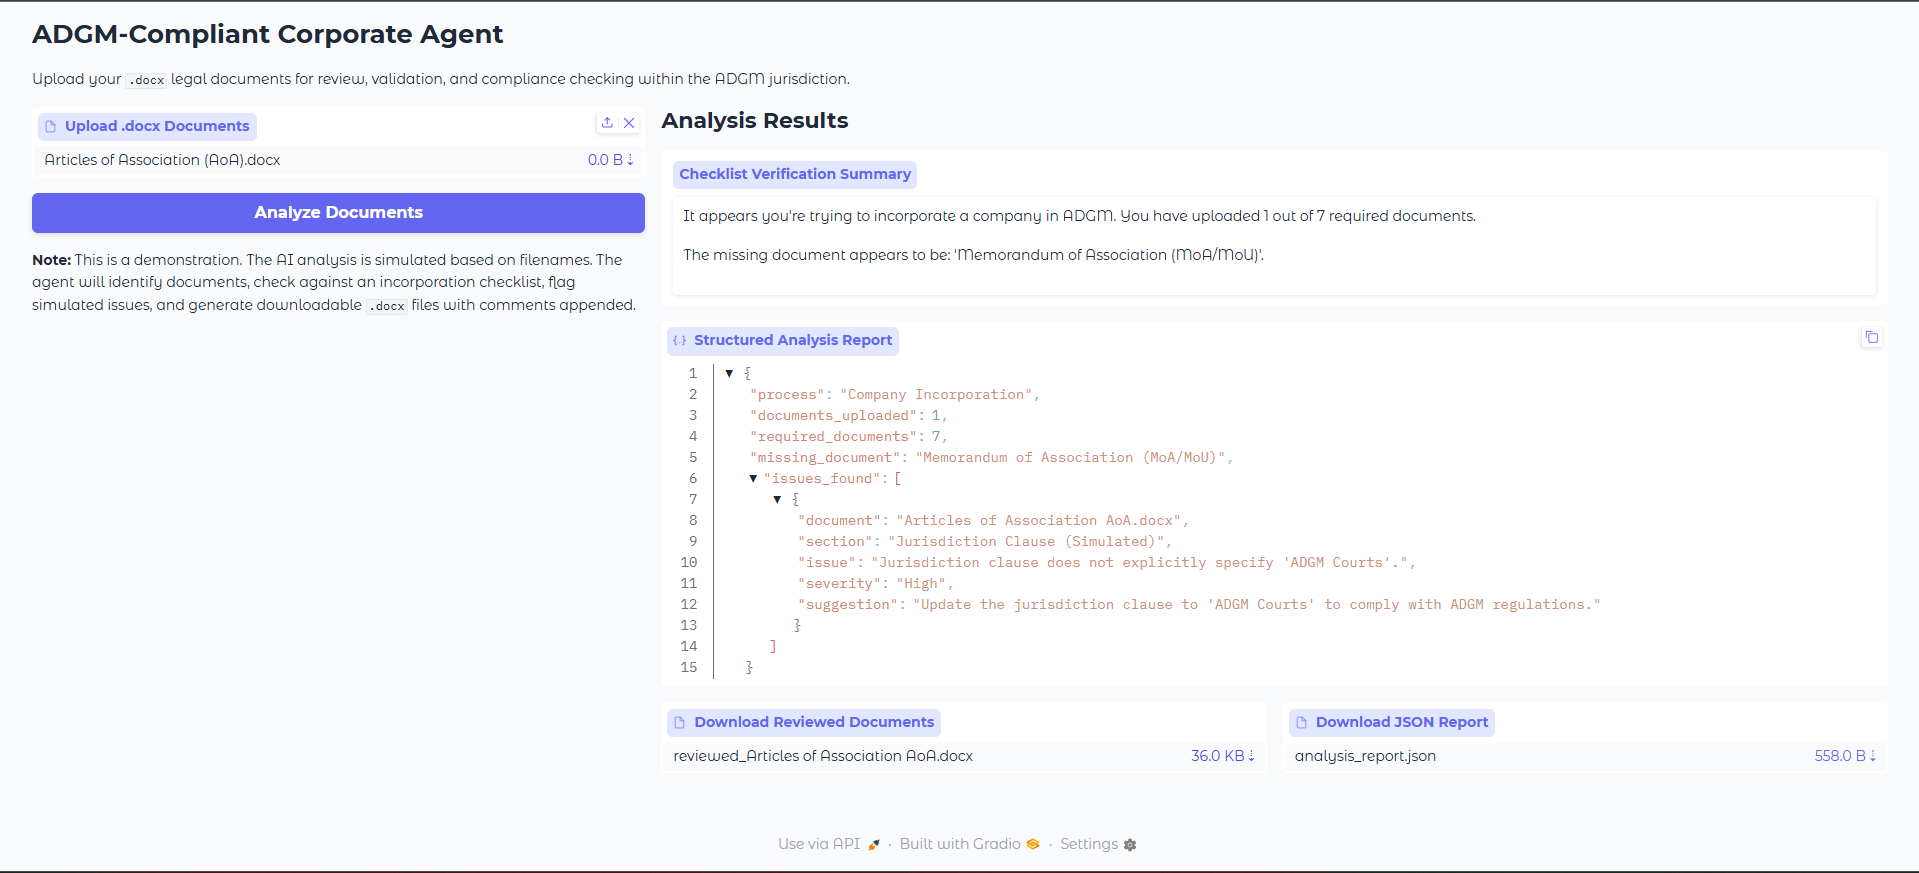 ADGM-Compliant Corporate Agent
Upload your .docx legal documents for review, validation, and compliance checking within the ADGM jurisdiction.
Upload .docx Documents
Articles of Association (AoA).docx 0.0 B ⇣
Analyze Documents
Note: This is a demonstration. The AI analysis is simulated based on filenames. The
agent will identify documents, check against an incorporation checklist, flag
simulated issues, and generate downloadable .docx files with comments appended.
Analysis Results
Checklist Verification Summary
It appears you're trying to incorporate a company in ADGM. You have uploaded 1 out of 7 required documents.
The missing document appears to be: 'Memorandum of Association (MoA/MoU)'.
{} Structured Analysis Report
1 ▼ {
2 "process": "Company Incorporation",
3 "documents_uploaded": 1,
4 "required_documents": 7,
5 "missing_document": "Memorandum of Association (MoA/MoU)",
6 ▼ "issues_found": [
7 ▼ {
8 "document": "Articles of Association AoA.docx",
9 "section": "Jurisdiction Clause (Simulated)",
10 "issue": "Jurisdiction clause does not explicitly specify 'ADGM Courts'.",
11 "severity": "High",
12 "suggestion": "Update the jurisdiction clause to 'ADGM Courts' to comply with ADGM regulations."
13 }
14 ]
15 }
Download Reviewed Documents
reviewed_Articles of Association AoA.docx 36.0 KB ⇣
Download JSON Report
analysis_report.json 558.0 B ⇣
Use via API · Built with Gradio · Settings